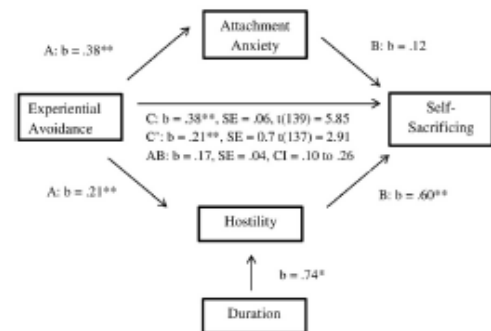 Attachment
Anxiety
A: b = .38**
B: b = .12
Experiential
Avoidance
C: b = .38**, SE = .06, t(139) = 5.85
C': b = .21**, SE = 0.7 t(137) = 2.91
AB: b = .17, SE = .04, CI = .10 to .26
Self-
Sacrificing
A: b = .21**
B: b = .60**
Hostility
b = .74*
Duration